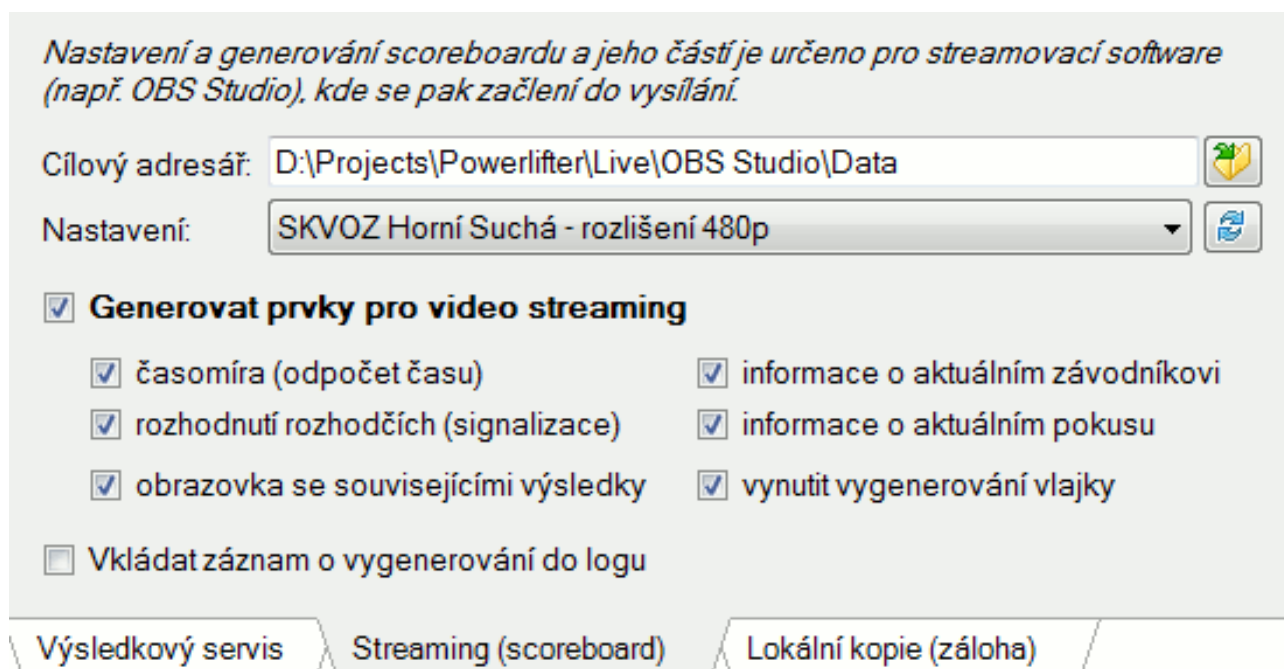 Nastavení a generování scoreboardu a jeho částí je určeno pro streamovací software
(např. OBS Studio), kde se pak začlení do vysílání.
Cílový adresář: D:\Projects\Powerlifter\Live\OBS Studio\Data
Nastavení: SKVOZ Horní Suchá - rozlišení 480p
Generovat prvky pro video streaming
časomíra (odpočet času) informace o aktuálním závodníkovi
rozhodnutí rozhodčích (signalizace) informace o aktuálním pokusu
obrazovka se souvisejícími výsledky vynutit vygenerování vlajky
Vkládat záznam o vygenerování do logu
Výsledkový servis Streaming (scoreboard) Lokální kopie (záloha)